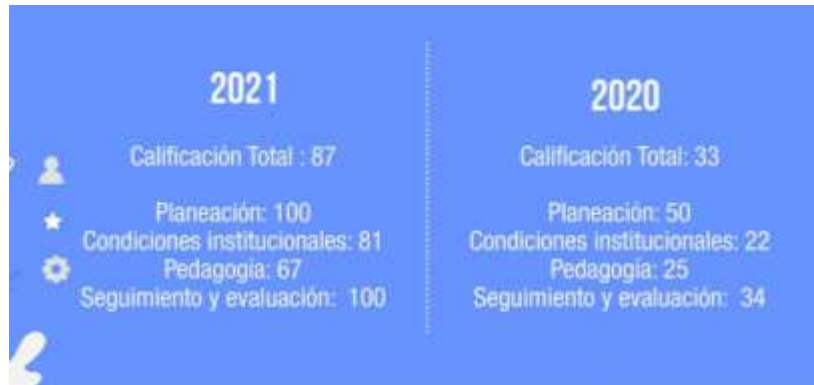 2021
Calificación Total : 87
Planeación: 100
Condiciones institucionales: 81
Pedagogía: 67
Seguimiento y evaluación: 100
2020
Calificación Total: 33
Planeación: 50
Condiciones institucionales: 22
Pedagogía: 25
Seguimiento y evaluación: 34